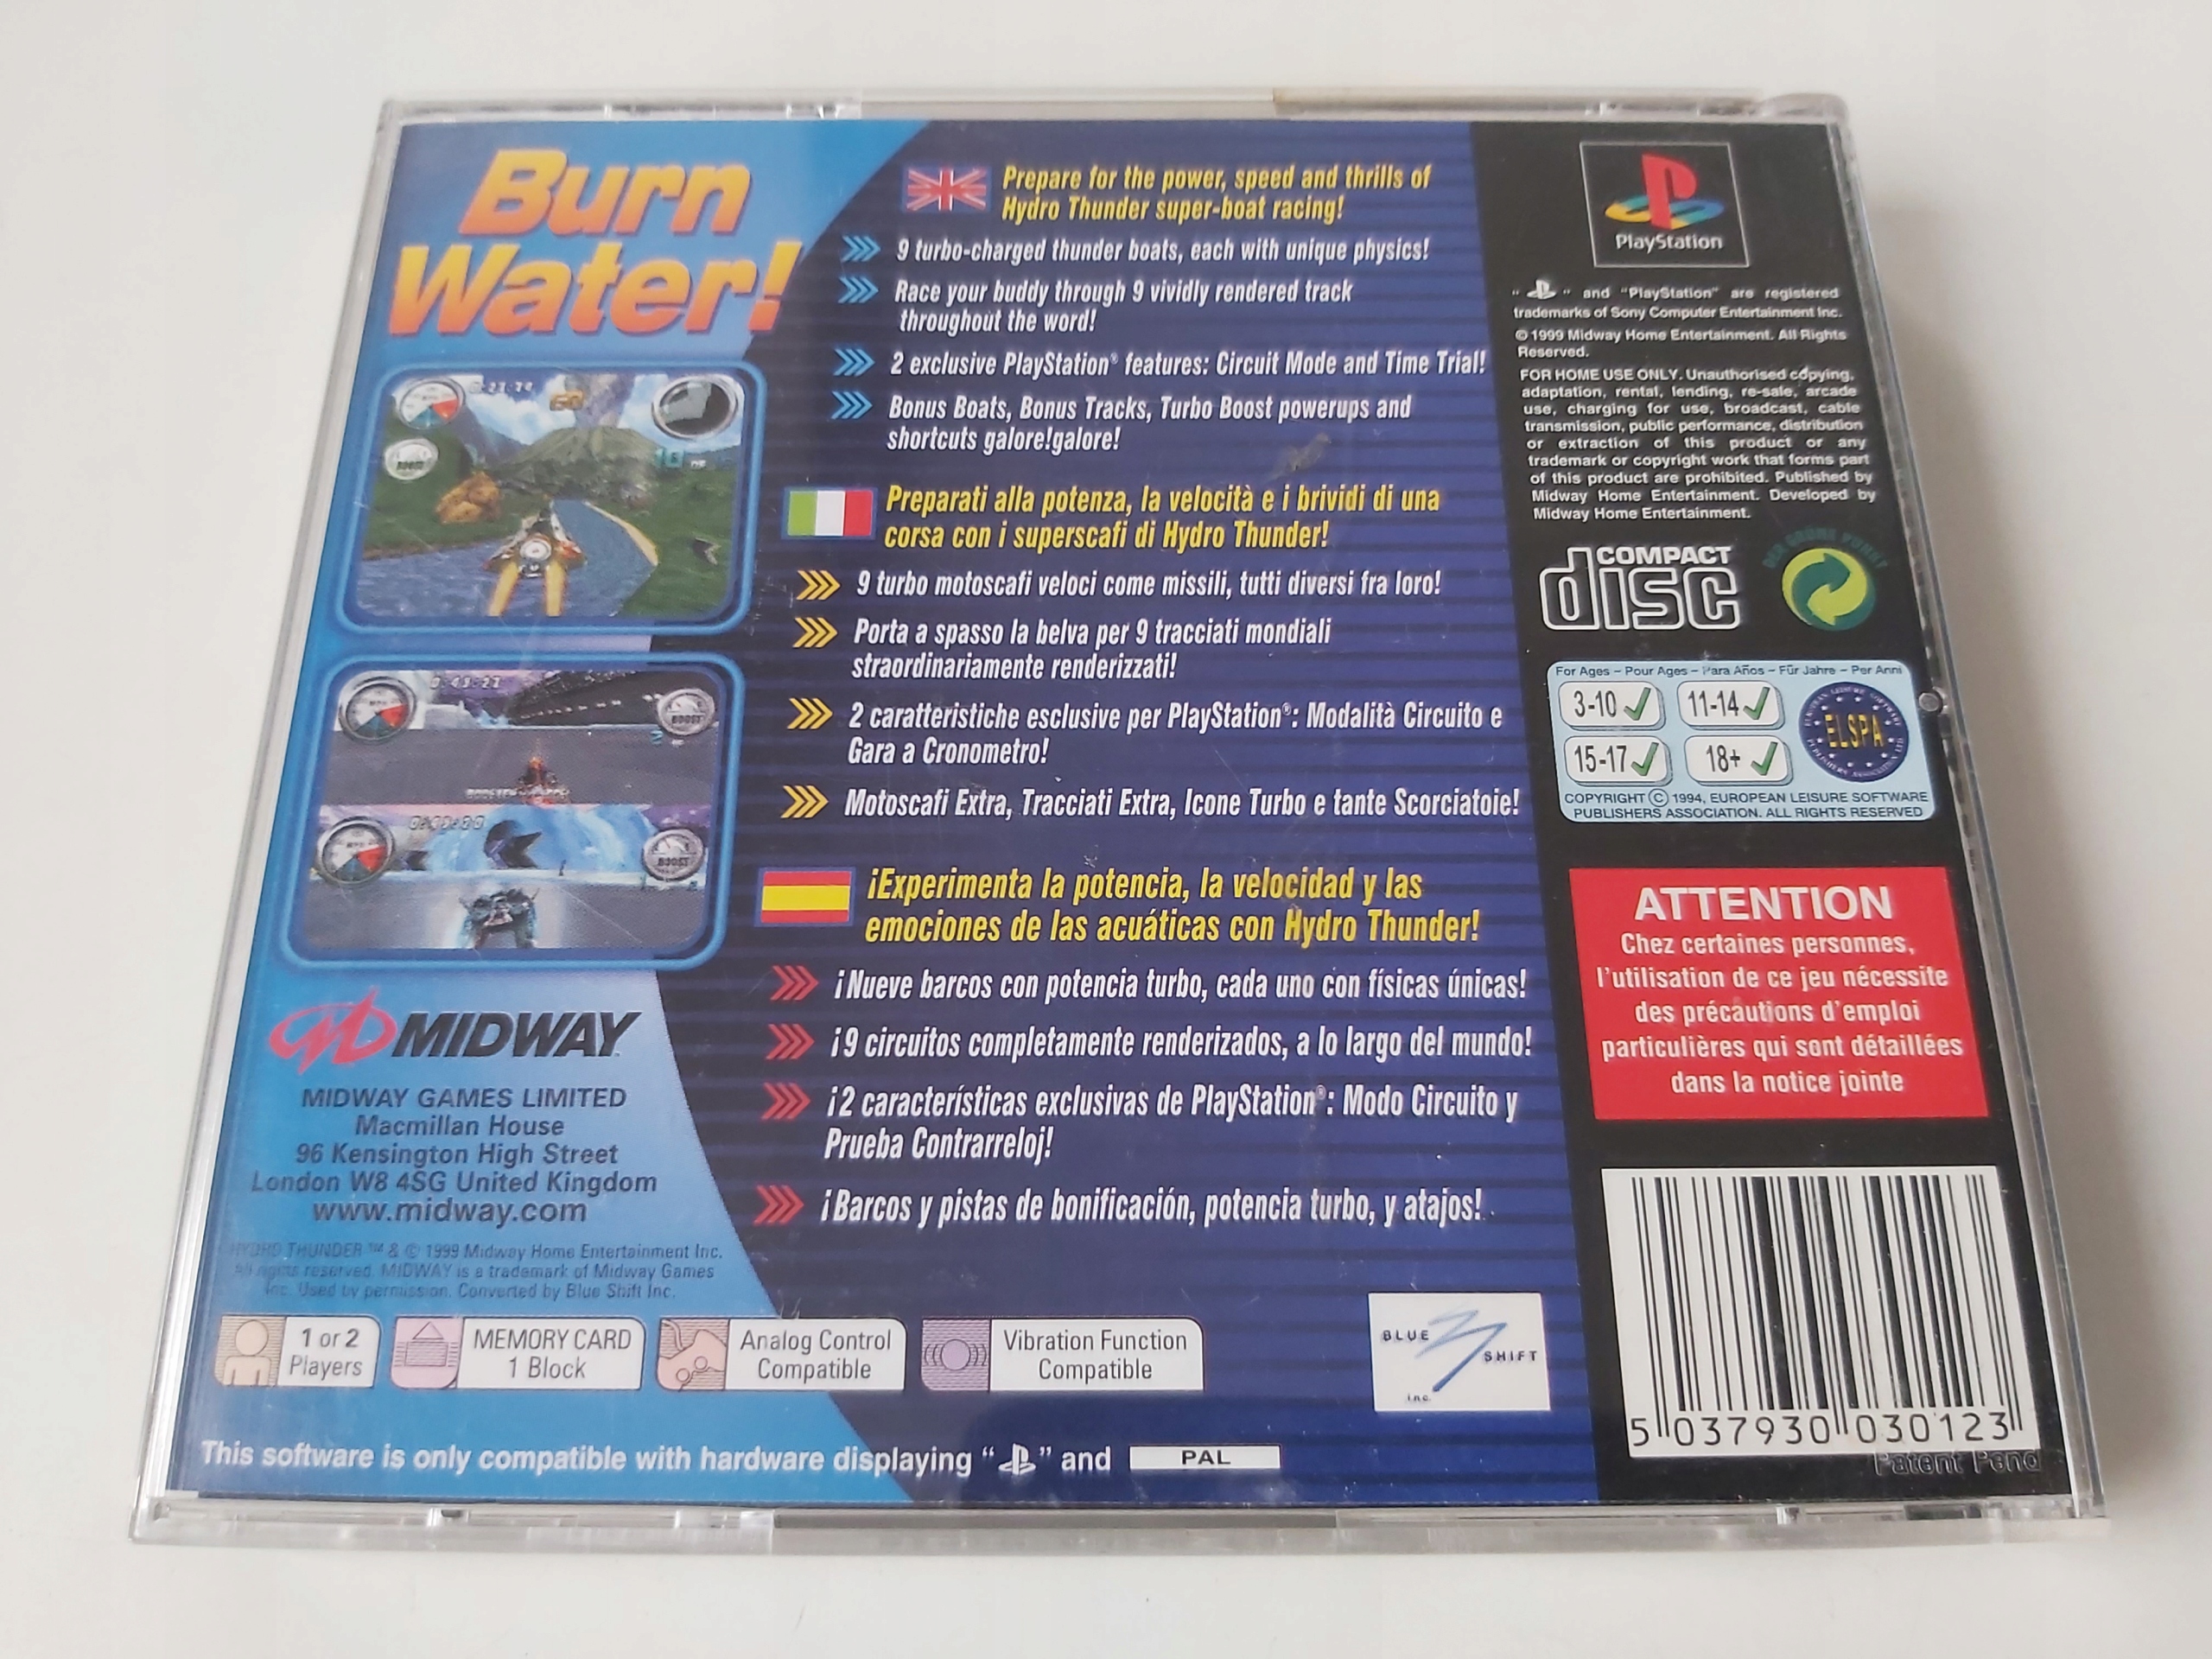 Burn
Water!
Prepare for the power, speed and thrills of
Hydro Thunder super-boat racing!
9 turbo-charged thunder boats, each with unique physics!
Race your buddy through 9 vividly rendered track
throughout the word!
2 exclusive PlayStation® features: Circuit Mode and Time Trial!
Bonus Boats, Bonus Tracks, Turbo Boost powerups and
shortcuts galore!galore!
Preparati alla potenza, la velocità e i brividi di una
corsa con i superscafi di Hydro Thunder!
9 turbo motoscafi veloci come missili, tutti diversi fra loro!
Porta a spasso la belva per 9 tracciati mondiali
straordinariamente renderizzati!
2 caratteristiche esclusive per PlayStation®: Modalità Circuito e
Gara a Cronometro!
Motoscafi Extra, Tracciati Extra, Icone Turbo e tante Scorciatoie!
¡Experimenta la potencia, la velocidad y las
emociones de las acuáticas con Hydro Thunder!
¡Nueve barcos con potencia turbo, cada uno con físicas únicas!
¡9 circuitos completamente renderizados, a lo largo del mundo!
¡2 características exclusivas de PlayStation®: Modo Circuito y
Prueba Contrarreloj!
¡Barcos y pistas de bonificación, potencia turbo, y atajos!
BOOST
BOOST
MIDWAY
MIDWAY GAMES LIMITED
Macmillan House
96 Kensington High Street
London W8 4SG United Kingdom
www.midway.com
HYDRO THUNDER ™ & © 1999 Midway Home Entertainment Inc.
All rights reserved. MIDWAY is a trademark of Midway Games
Inc. Used by permission. Converted by Blue Shift Inc.
1 or 2
Players
MEMORY CARD
1 Block
Analog Control
Compatible
Vibration Function
Compatible
BLUE
SHIFT
inc.
This software is only compatible with hardware displaying " " and PAL
PlayStation
" " and "PlayStation" are registered
trademarks of Sony Computer Entertainment Inc.
© 1999 Midway Home Entertainment. All Rights
Reserved.
FOR HOME USE ONLY. Unauthorised copying,
adaptation, rental, lending, re-sale, arcade
use, charging for use, broadcast, cable
transmission, public performance, distribution
or extraction of this product or any
trademark or copyright work that forms part
of this product are prohibited. Published by
Midway Home Entertainment. Developed by
Midway Home Entertainment.
COMPACT
disc
DER GRÜNE PUNKT
For Ages – Pour Ages – Para Años – Für Jahre – Per Anni
3-10 11-14
15-17 18+
ELSPA
COPYRIGHT © 1994, EUROPEAN LEISURE SOFTWARE
PUBLISHERS ASSOCIATION. ALL RIGHTS RESERVED
ATTENTION
Chez certaines personnes,
l'utilisation de ce jeu nécessite
des précautions d'emploi
particulières qui sont détaillées
dans la notice jointe
5 037930 030123
Patent Pend